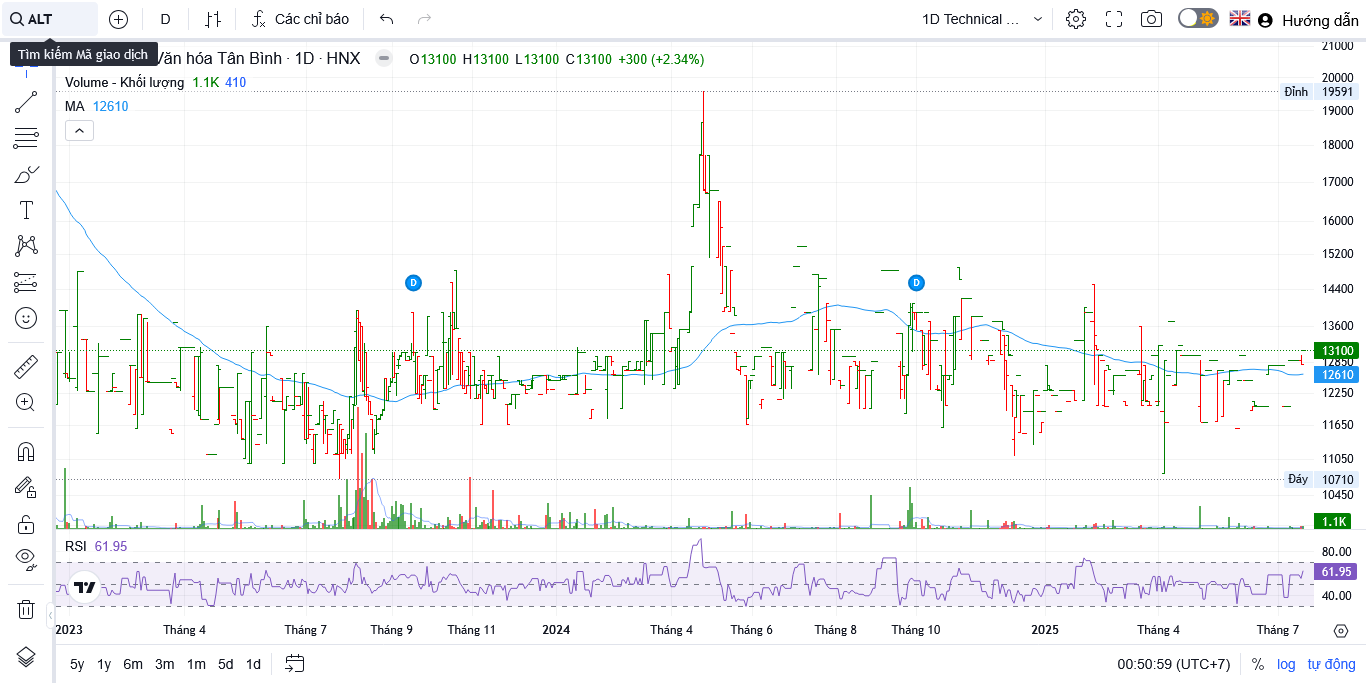 ALT
D
Các chỉ báo
1D Technical ...
Hướng dẫn
Tìm kiếm Mã giao dịch
Văn hóa Tân Bình · 1D · HNX
O13100 H13100 L13100 C13100 +300 (+2.34%)
Volume - Khối lượng 1.1K 410
MA 12610
21000
20000
Đỉnh 19591
19000
18000
17000
16000
15200
14400
13600
13100
12610
12250
11650
11050
Đáy 10710
10450
1.1K
D
D
RSI 61.95
80.00
61.95
40.00
2023 Tháng 4 Tháng 7 Tháng 9 Tháng 11 2024 Tháng 4 Tháng 6 Tháng 8 Tháng 10 2025 Tháng 4 Tháng 7
5y 1y 6m 3m 1m 5d 1d
00:50:59 (UTC+7) % log tự động